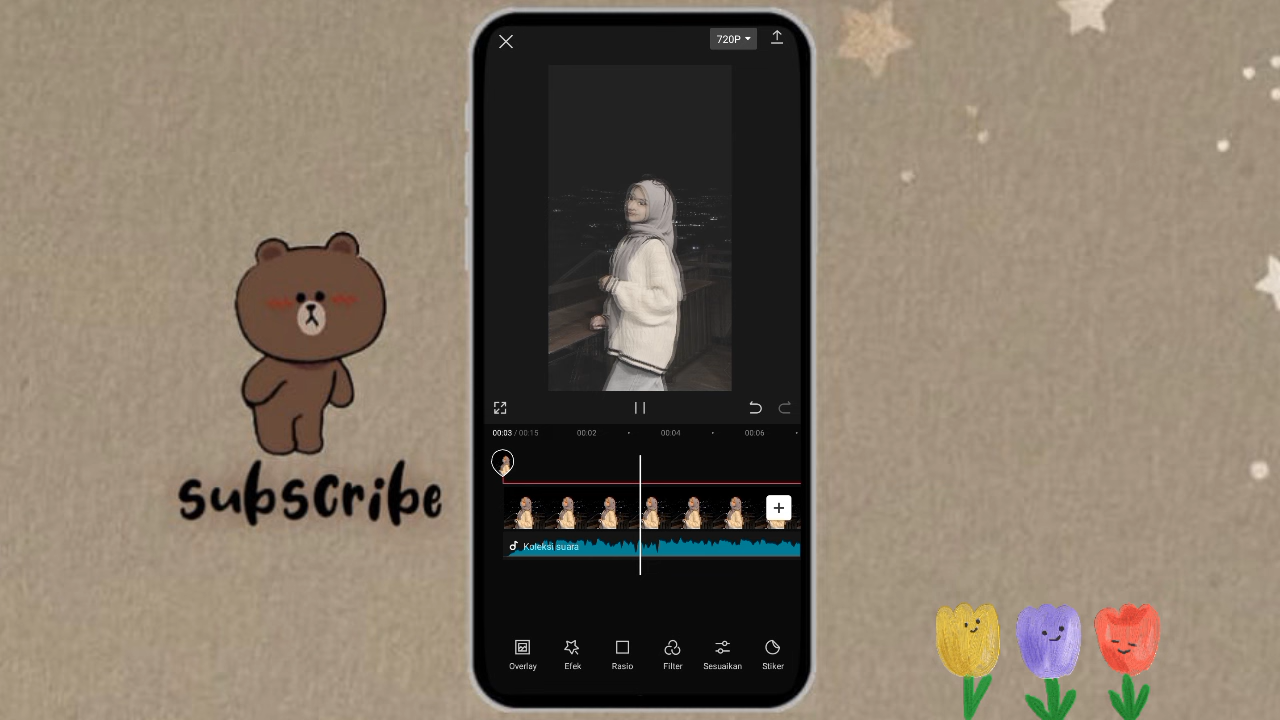 720P
subscribe
00:03 / 00:15
00:02
00:04
00:06
Koleksi suara
Overlay
Efek
Rasio
Filter
Sesuaikan
Stiker